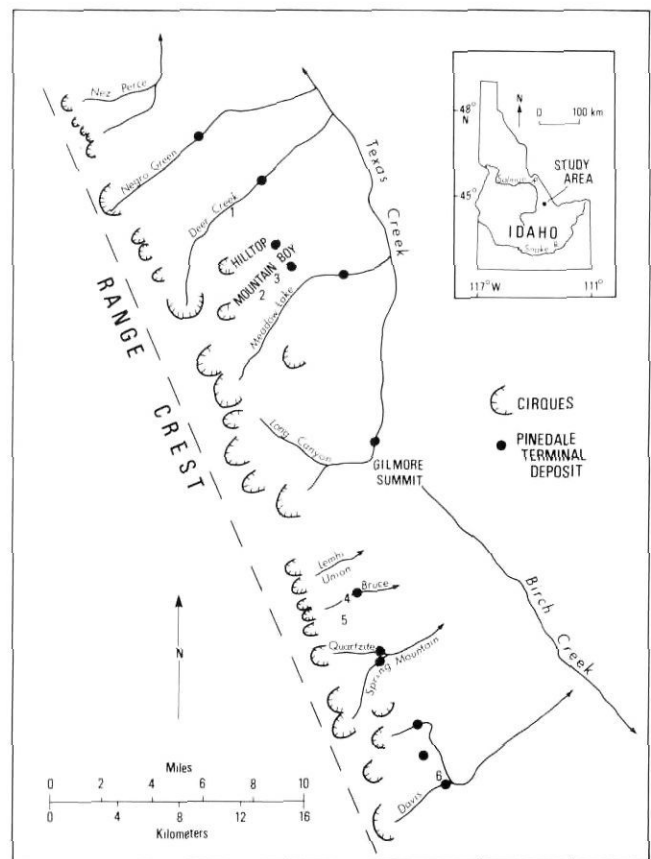 Nez Perce
Negro Green
Deer Creek
1
Texas Creek
HILLTOP
MOUNTAIN BOY
3
2
Meadow Lake
RANGE CREST
Long Canyon
GILMORE
SUMMIT
Lemhi
Union
Bruce
4
5
Quartzite
Spring Mountain
Birch Creek
6
Davis
N
Miles
0 2 4 6 8 10
0 4 8 12 16
Kilometers
48°
N
N
0 100 km
45°
STUDY
AREA
Salmon R
IDAHO
Snake R
117° W
111°
CIRQUES
PINEDALE
TERMINAL
DEPOSIT